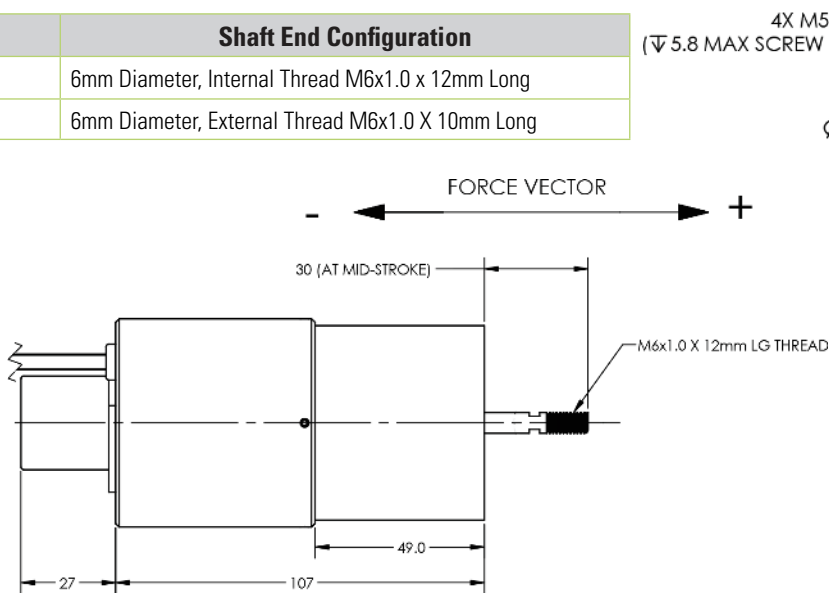 Shaft End Configuration
6mm Diameter, Internal Thread M6x1.0 x 12mm Long
6mm Diameter, External Thread M6x1.0 X 10mm Long
4X M5
(↧5.8 MAX SCREW
FORCE VECTOR
- +
30 (AT MID-STROKE)
M6x1.0 X 12mm LG THREAD
49.0
27
107